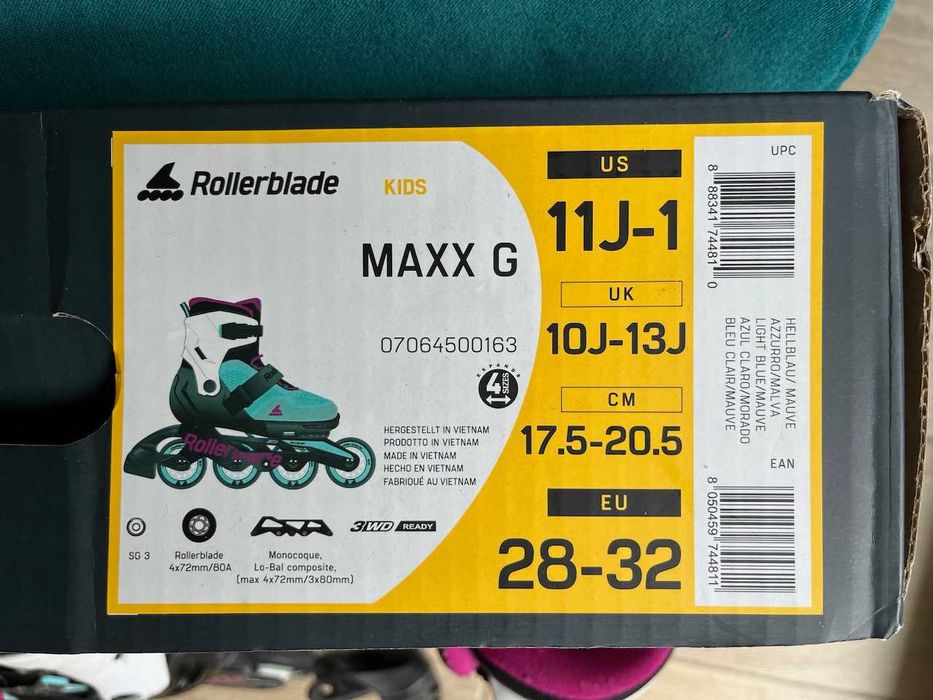 Rollerblade
KIDS
MAXX G
07064500163
EXPANDS
4 SIZES
HERGESTELLT IN VIETNAM
PRODOTTO IN VIETNAM
MADE IN VIETNAM
HECHO EN VIETNAM
FABRIQUÉ AU VIETNAM
Rollerblade
SG 3
Rollerblade
4x72mm/80A
Monocoque,
Lo-Bal composite,
(max 4x72mm/3x80mm)
3WD READY
US
11J-1
UK
10J-13J
CM
17.5-20.5
EU
28-32
UPC
8 88341 74481 0
HELLBLAU/ MAUVE
AZZURRO/MALVA
LIGHT BLUE/MAUVE
AZUL CLARO/MORADO
BLEU CLAIR/MAUVE
EAN
8 050459 744811